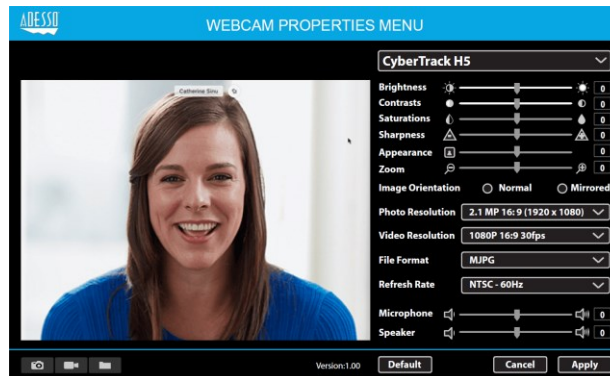 ADESSO
WEBCAM PROPERTIES MENU
CyberTrack H5
Catherine Sinu
Brightness 0
Contrasts 0
Saturations 0
Sharpness 0
Appearance 0
Zoom 0
Image Orientation Normal Mirrored
Photo Resolution 2.1 MP 16: 9 (1920 x 1080)
Video Resolution 1080P 16:9 30fps
File Format MJPG
Refresh Rate NTSC - 60Hz
Microphone 0
Speaker 0
Version:1.00 Default Cancel Apply